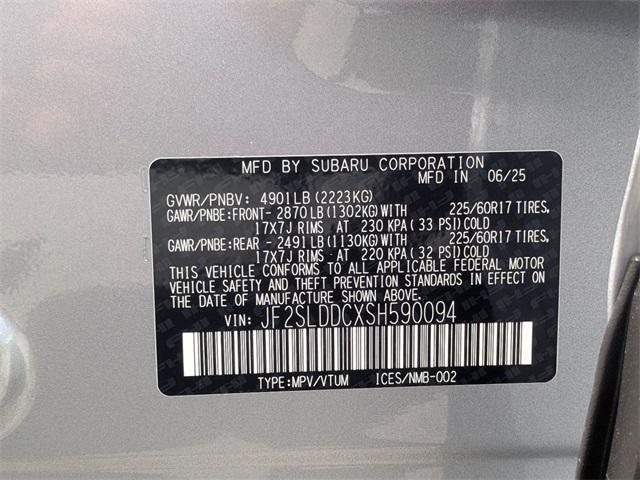 MFD BY SUBARU CORPORATION
MFD IN 06/25
GVWR/PNBV: 4901LB (2223KG)
GAWR/PNBE:FRONT- 2870LB(1302KG)WITH 225/60R17 TIRES,
17X7J RIMS AT 230 KPA(33 PSI)COLD
GAWR/PNBE:REAR -2491LB(1130KG)WITH 225/60R17 TIRES,
17X7J RIMS AT 220 KPA(32 PSI)COLD
THIS VEHICLE CONFORMS TO ALL APPLICABLE FEDERAL MOTOR
VEHICLE SAFETY AND THEFT PREVENTION STANDARDS IN EFFECT ON
THE DATE OF MANUFACTURE SHOWN ABOVE.
VIN: JF2SLDDCXSH590094
TYPE:MPV/VTUM ICES/NMB-002